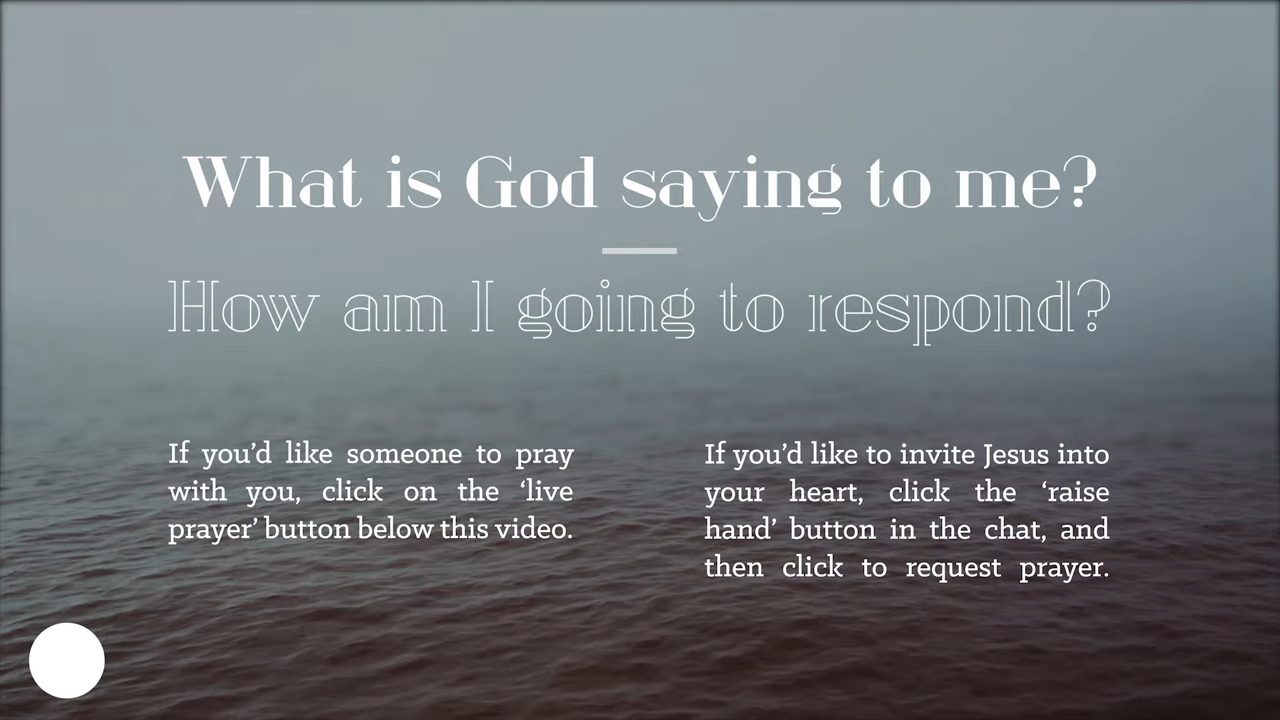 What is God saying to me?
How am I going to respond?
If you’d like someone to pray
with you, click on the ‘live
prayer’ button below this video.
If you’d like to invite Jesus into
your heart, click the ‘raise
hand’ button in the chat, and
then click to request prayer.